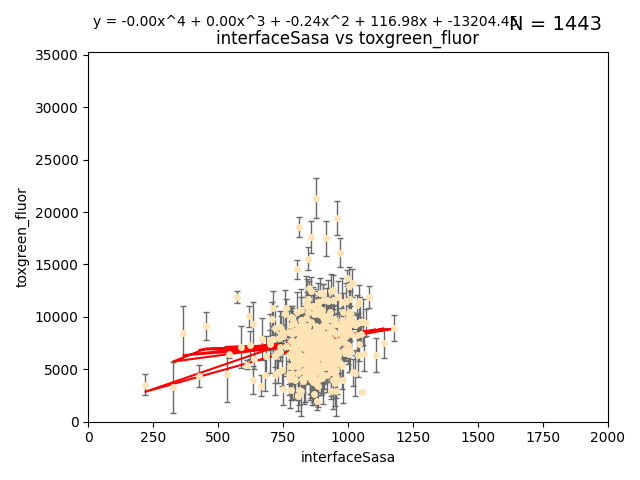 y = -0.00x^4 + 0.00x^3 + -0.24x^2 + 116.98x + -13204.45
N = 1443
interfaceSasa vs toxgreen_fluor
35000
30000
25000
20000
15000
10000
5000
0
toxgreen_fluor
0 250 500 750 1000 1250 1500 1750 2000
interfaceSasa